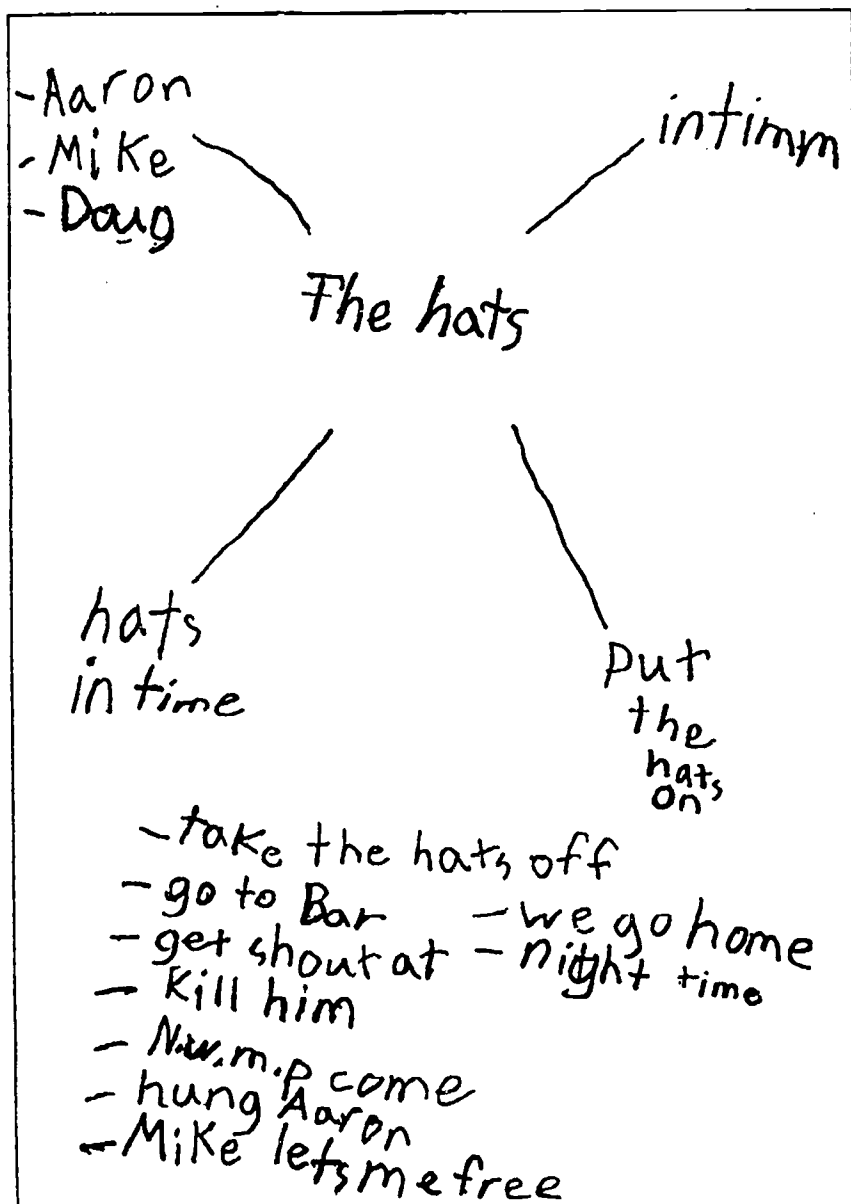 - Aaron
- Mike
- Doug
intimm
The hats
hats
in time
put
the
hats
on
- take the hats off
- go to Bar - we go home
- get shout at - night time
- Kill him
- N.w.m.p come
- hung Aaron
- Mike lets me free